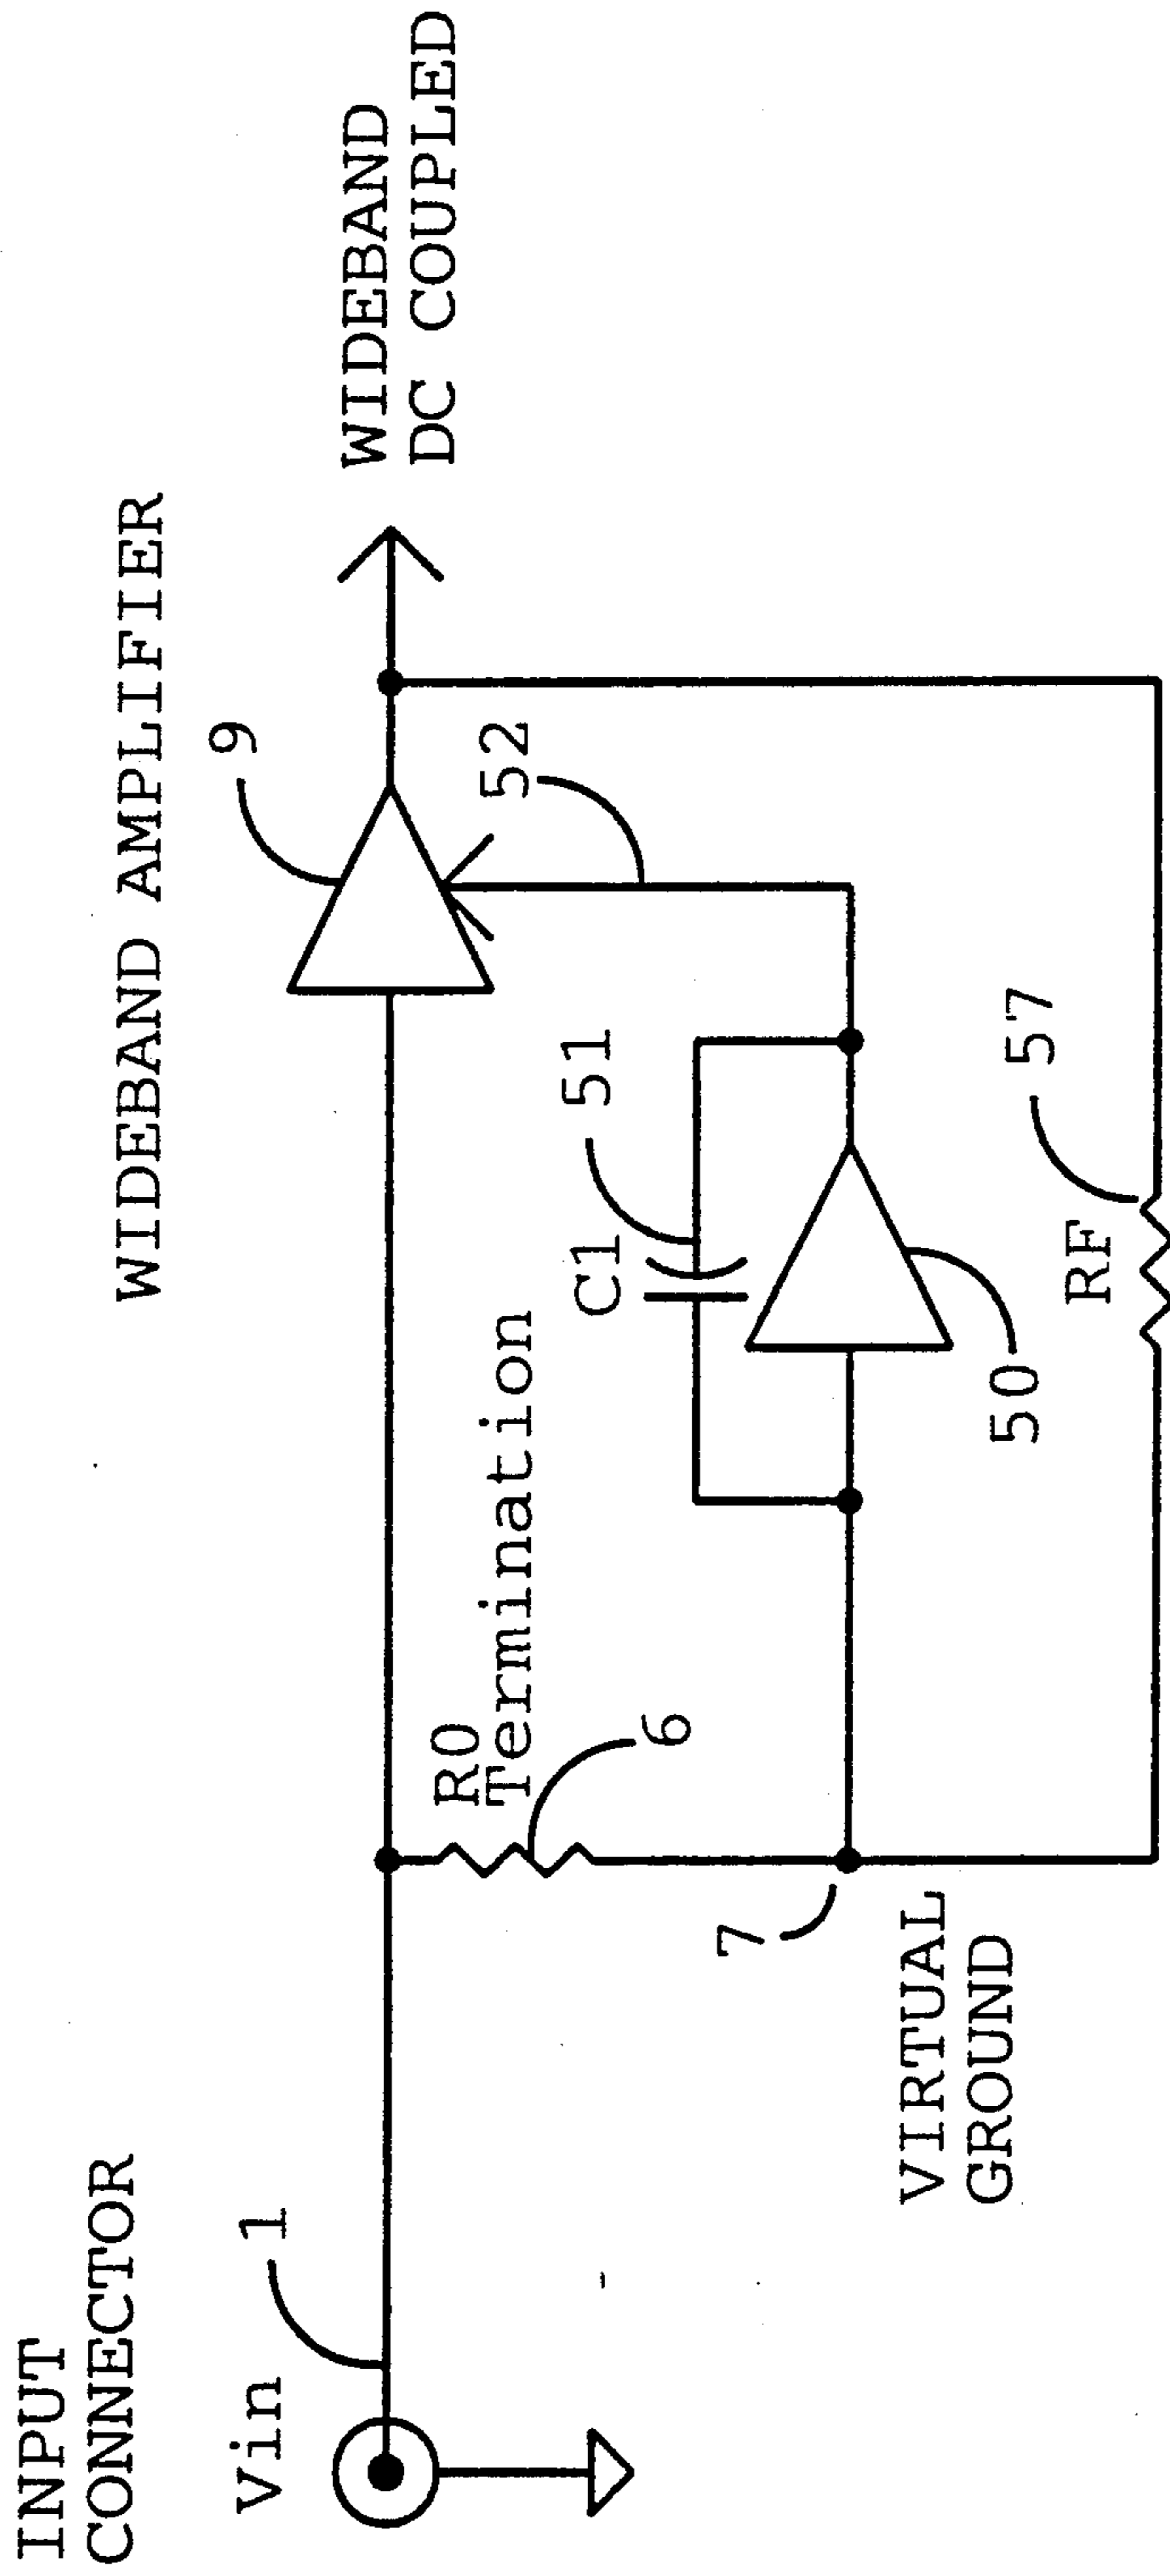 INPUT
CONNECTOR
Vin
1
WIDEBAND AMPLIFIER
9
WIDEBAND
DC COUPLED
52
R0
Termination
6
C1
51
7
VIRTUAL
GROUND
50
RF
57